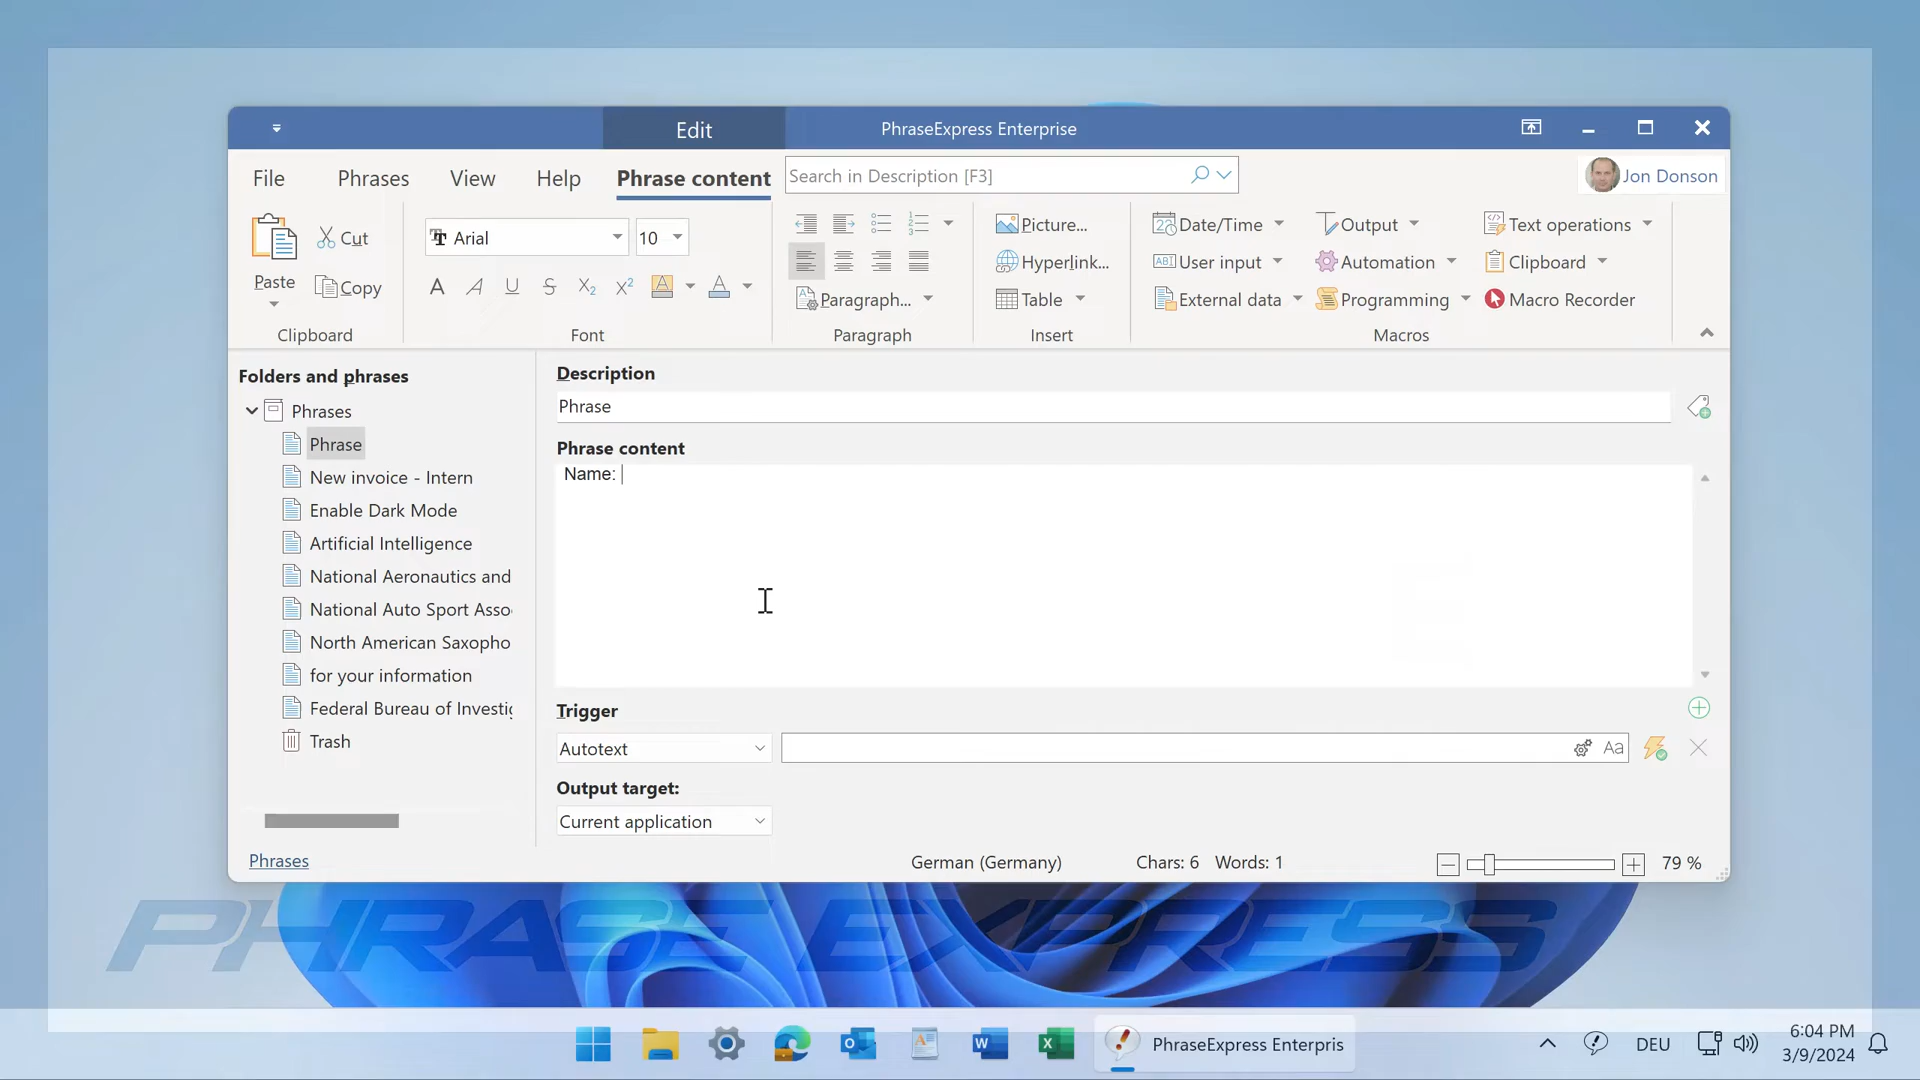 Edit
PhraseExpress Enterprise
File
Phrases
View
Help
Phrase content
Search in Description [F3]
Jon Donson
Paste
Cut
Copy
Clipboard
Arial
10
A A U S X₂ X²
Font
Paragraph...
Paragraph
Picture...
Hyperlink...
Table
Insert
Date/Time
User input
External data
Output
Automation
Programming
Text operations
Clipboard
Macro Recorder
Macros
Folders and phrases
Phrases
Phrase
New invoice - Intern
Enable Dark Mode
Artificial Intelligence
National Aeronautics and
National Auto Sport Asso
North American Saxopho
for your information
Federal Bureau of Investig
Trash
Phrases
Description
Phrase
Phrase content
Name:
Trigger
Autotext
Aa
Output target:
Current application
German (Germany)
Chars: 6
Words: 1
79 %
PHRASE EXPRESS
PhraseExpress Enterpris
DEU
6:04 PM
3/9/2024